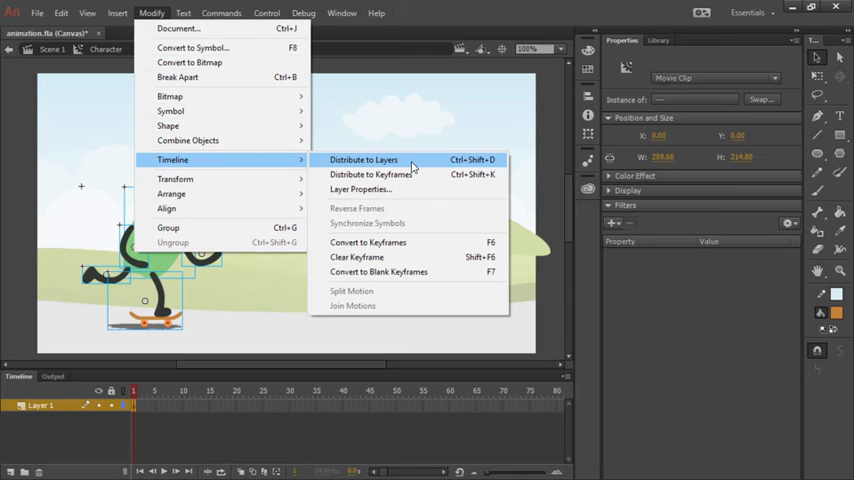 An File Edit View Insert Modify Text Commands Control Debug Window Help Essentials
animation.fla (Canvas)* ×
Scene 1 Character 100%
Document... Ctrl+J
Convert to Symbol... F8
Convert to Bitmap
Break Apart Ctrl+B
Bitmap
Symbol
Shape
Combine Objects
Timeline
Transform
Arrange
Align
Group Ctrl+G
Ungroup Ctrl+Shift+G
Distribute to Layers Ctrl+Shift+D
Distribute to Keyframes Ctrl+Shift+K
Layer Properties...
Reverse Frames
Synchronize Symbols
Convert to Keyframes F6
Clear Keyframe Shift+F6
Convert to Blank Keyframes F7
Split Motion
Join Motions
Properties Library
Movie Clip
Instance of: --- Swap...
Position and Size
X: 0.00 Y: 0.00
W: 209.60 H: 214.80
Color Effect
Display
Filters
Property Value
T...
Timeline Output
1 5 10 15 20 25 30 35 40 45 50 55 60 65 70 75 80
Layer 1
1 0.0s